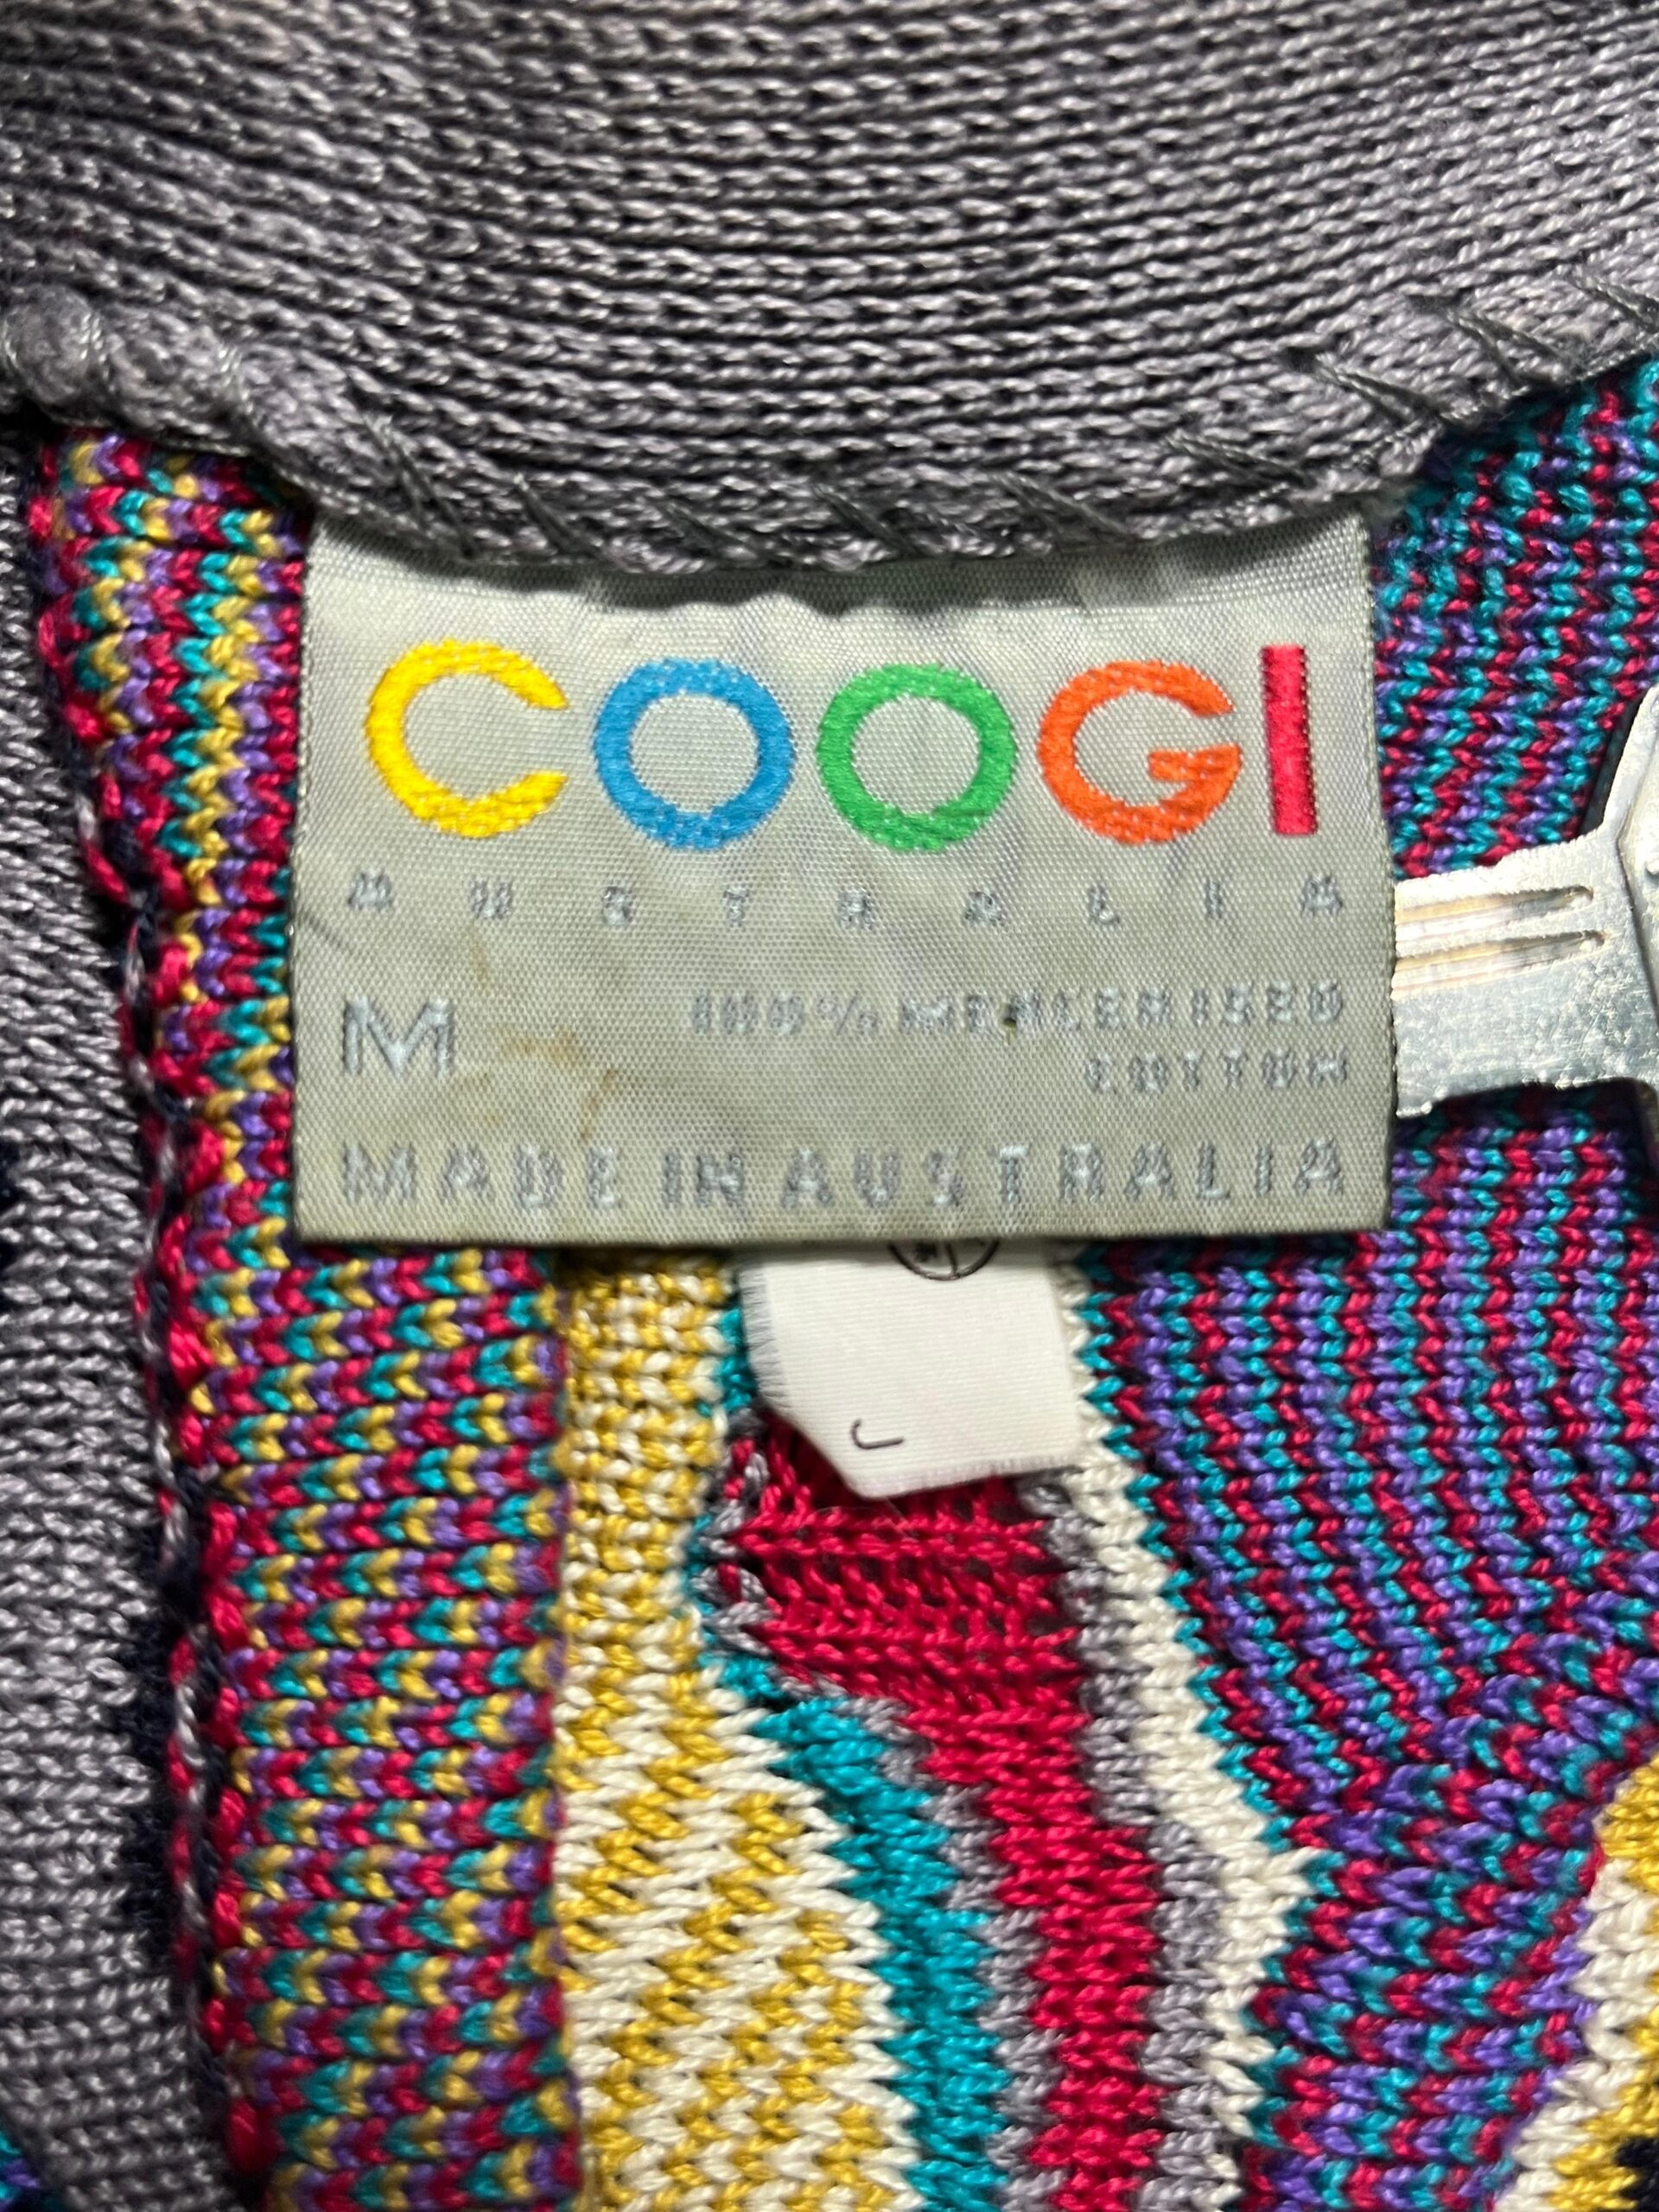 COOGI
AUSTRALIA
M 100% MERCERISED
COTTON
MADE IN AUSTRALIA
J